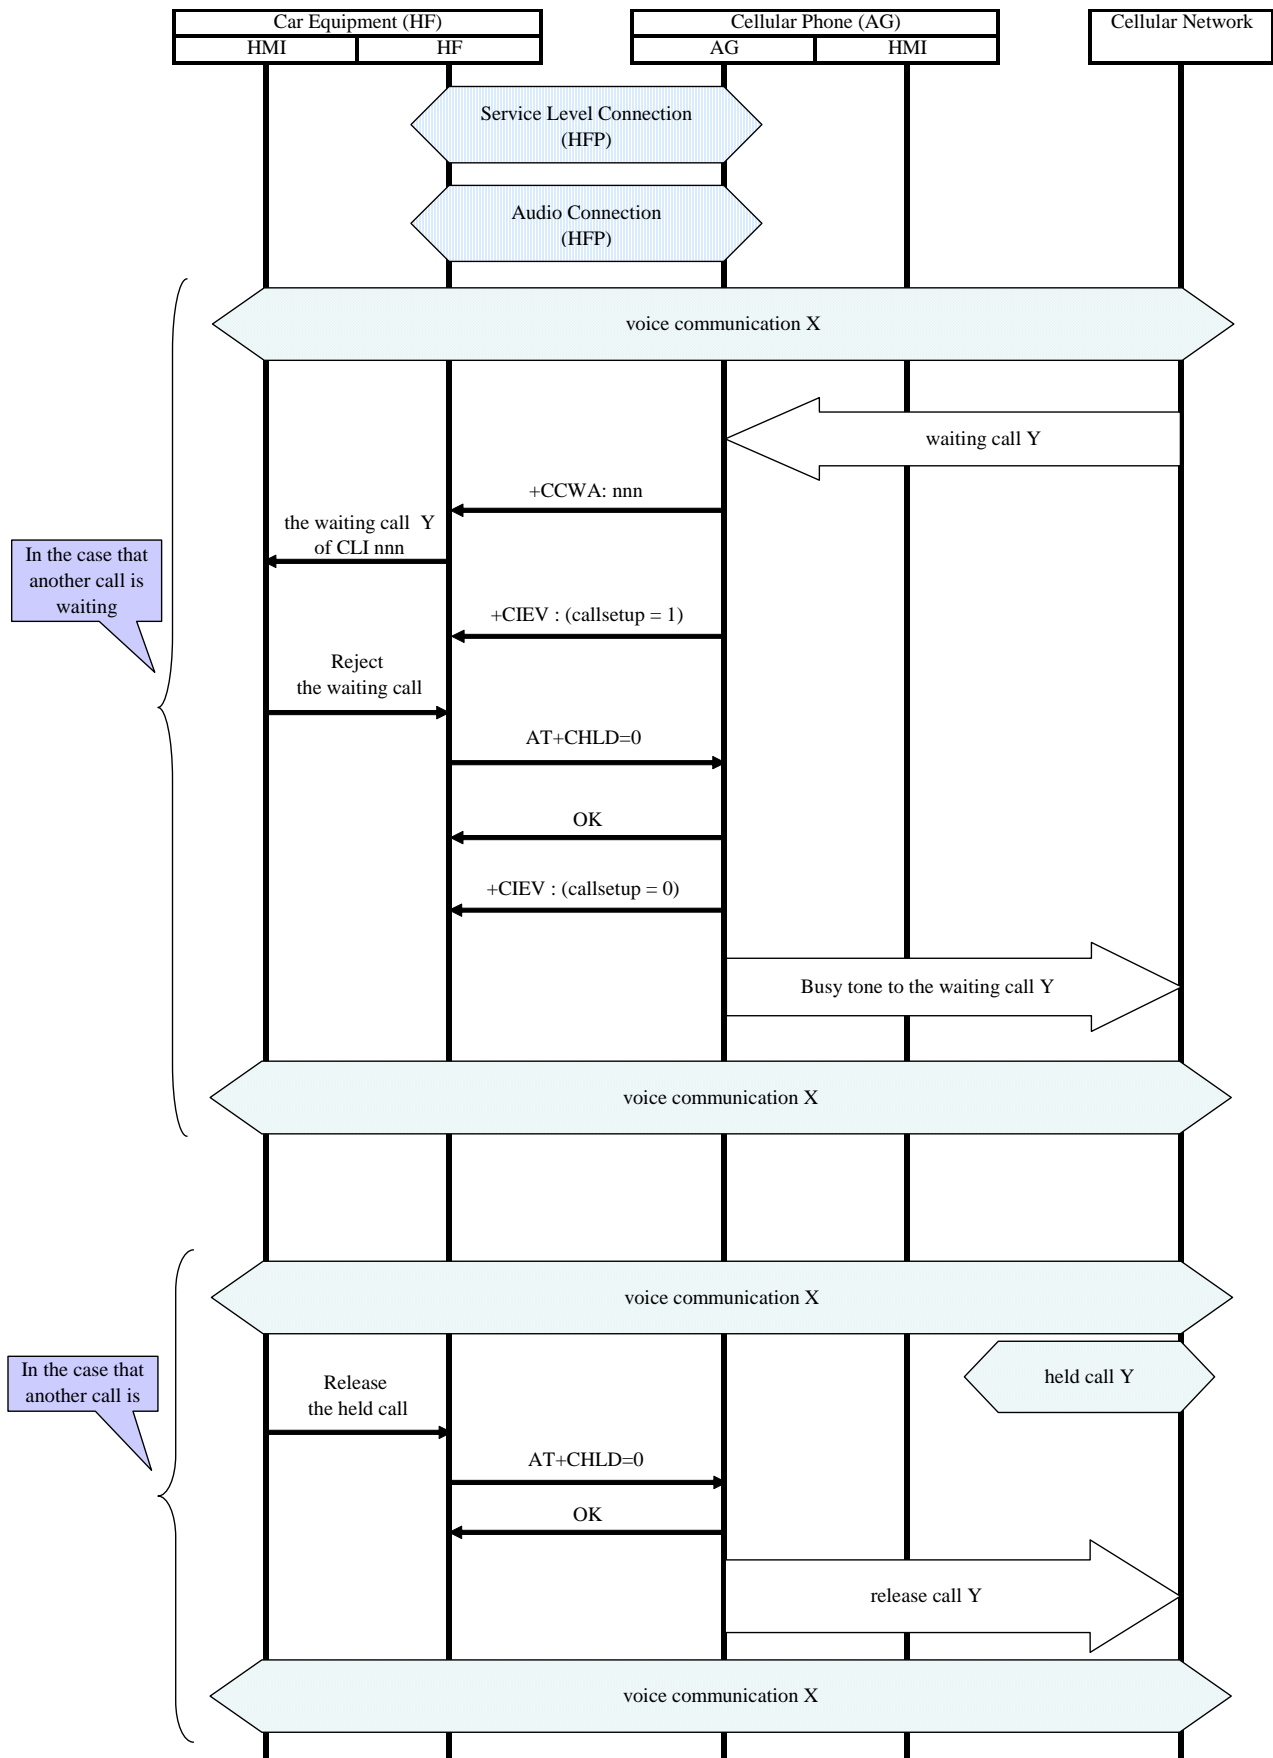 Car Equipment (HF)
Cellular Phone (AG)
Cellular Network
HMI
HF
AG
HMI
Service Level Connection
(HFP)
Audio Connection
(HFP)
voice communication X
waiting call Y
+CCWA: nnn
the waiting call Y
of CLI nnn
In the case that
another call is
waiting
+CIEV : (callsetup = 1)
Reject
the waiting call
AT+CHLD=0
OK
+CIEV : (callsetup = 0)
Busy tone to the waiting call Y
voice communication X
voice communication X
In the case that
another call is
held call Y
Release
the held call
AT+CHLD=0
OK
release call Y
voice communication X